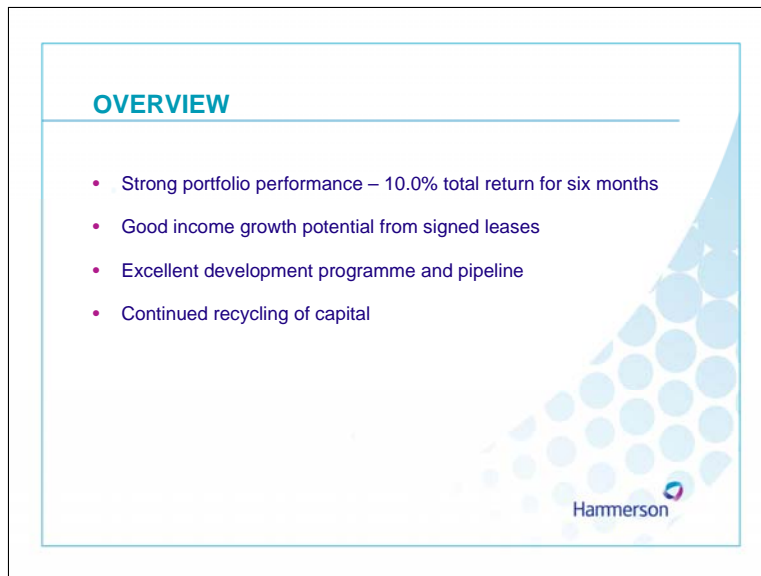 OVERVIEW
• Strong portfolio performance – 10.0% total return for six months
• Good income growth potential from signed leases
• Excellent development programme and pipeline
• Continued recycling of capital
Hammerson